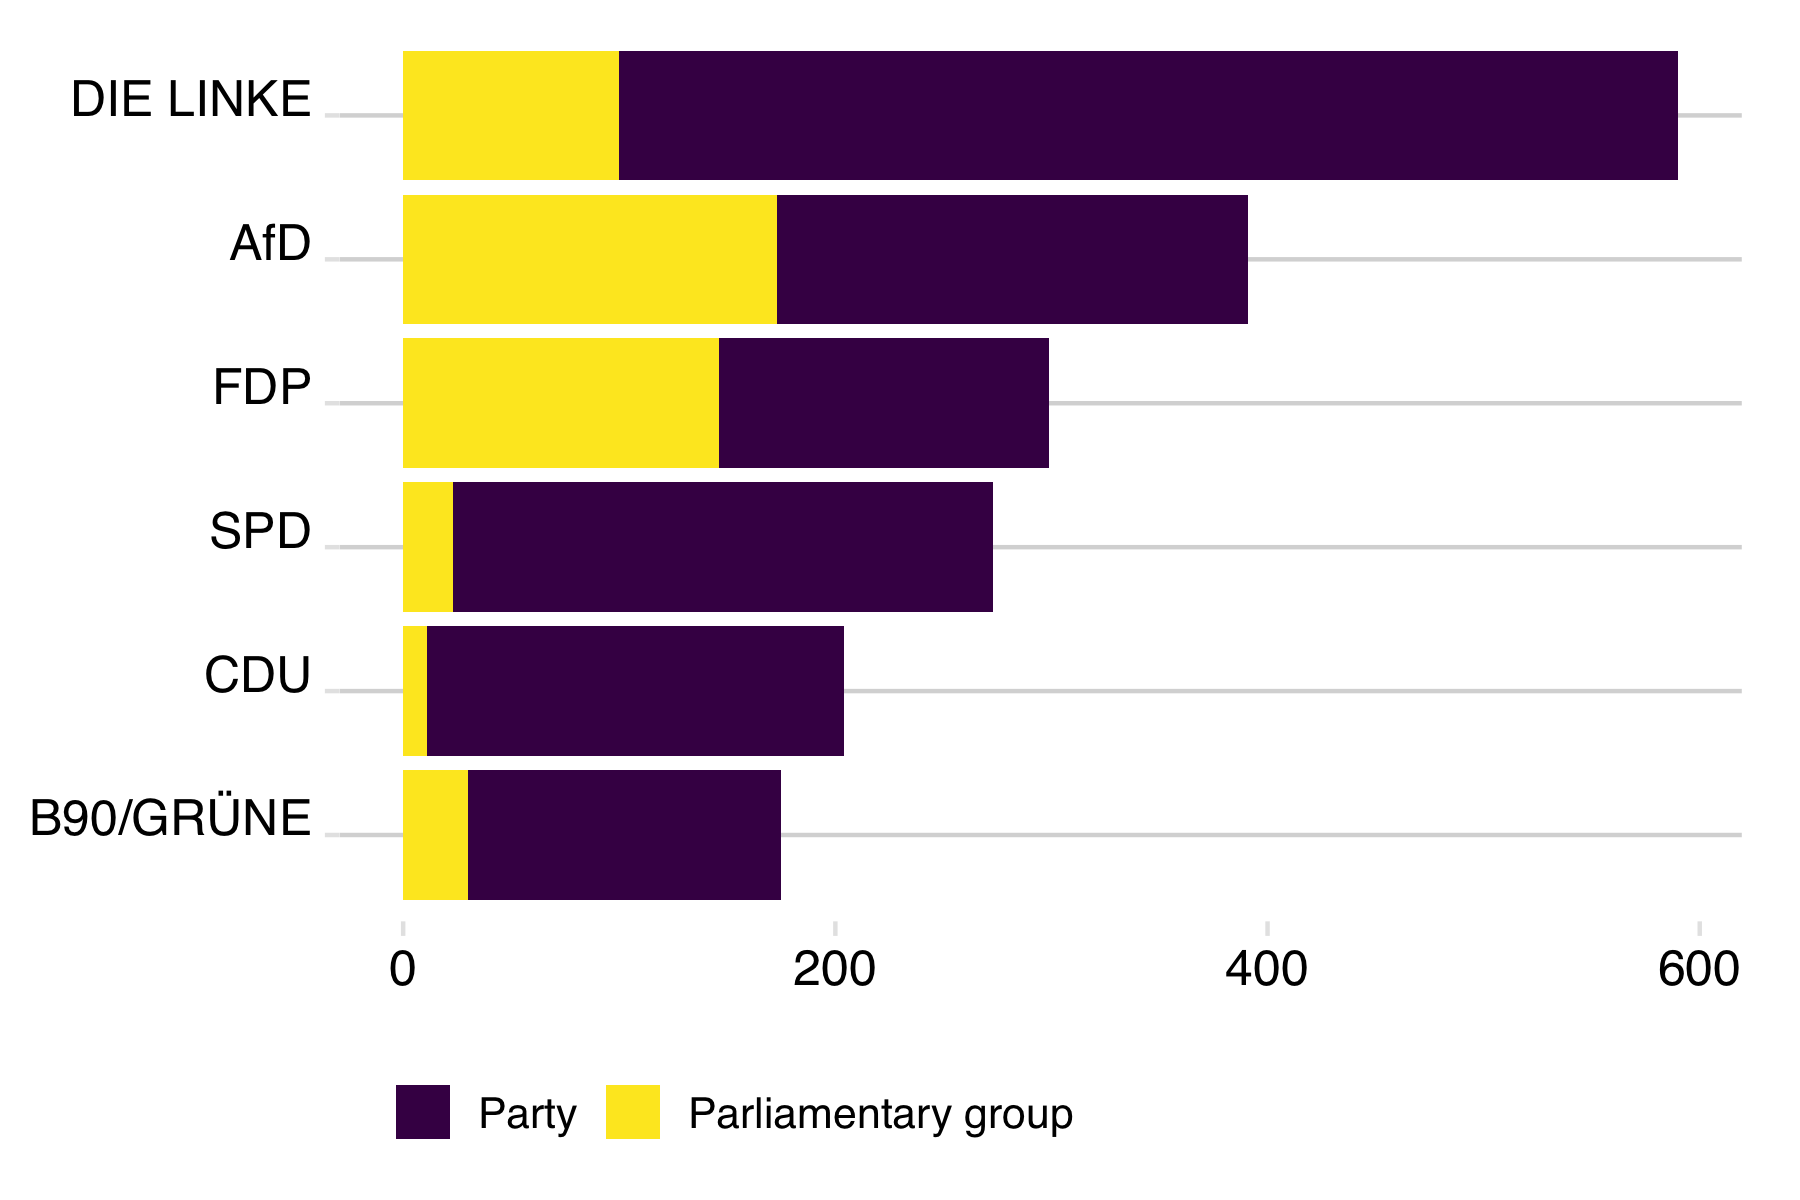 DIE LINKE
AfD
FDP
SPD
CDU
B90/GRÜNE
0 200 400 600
Party Parliamentary group